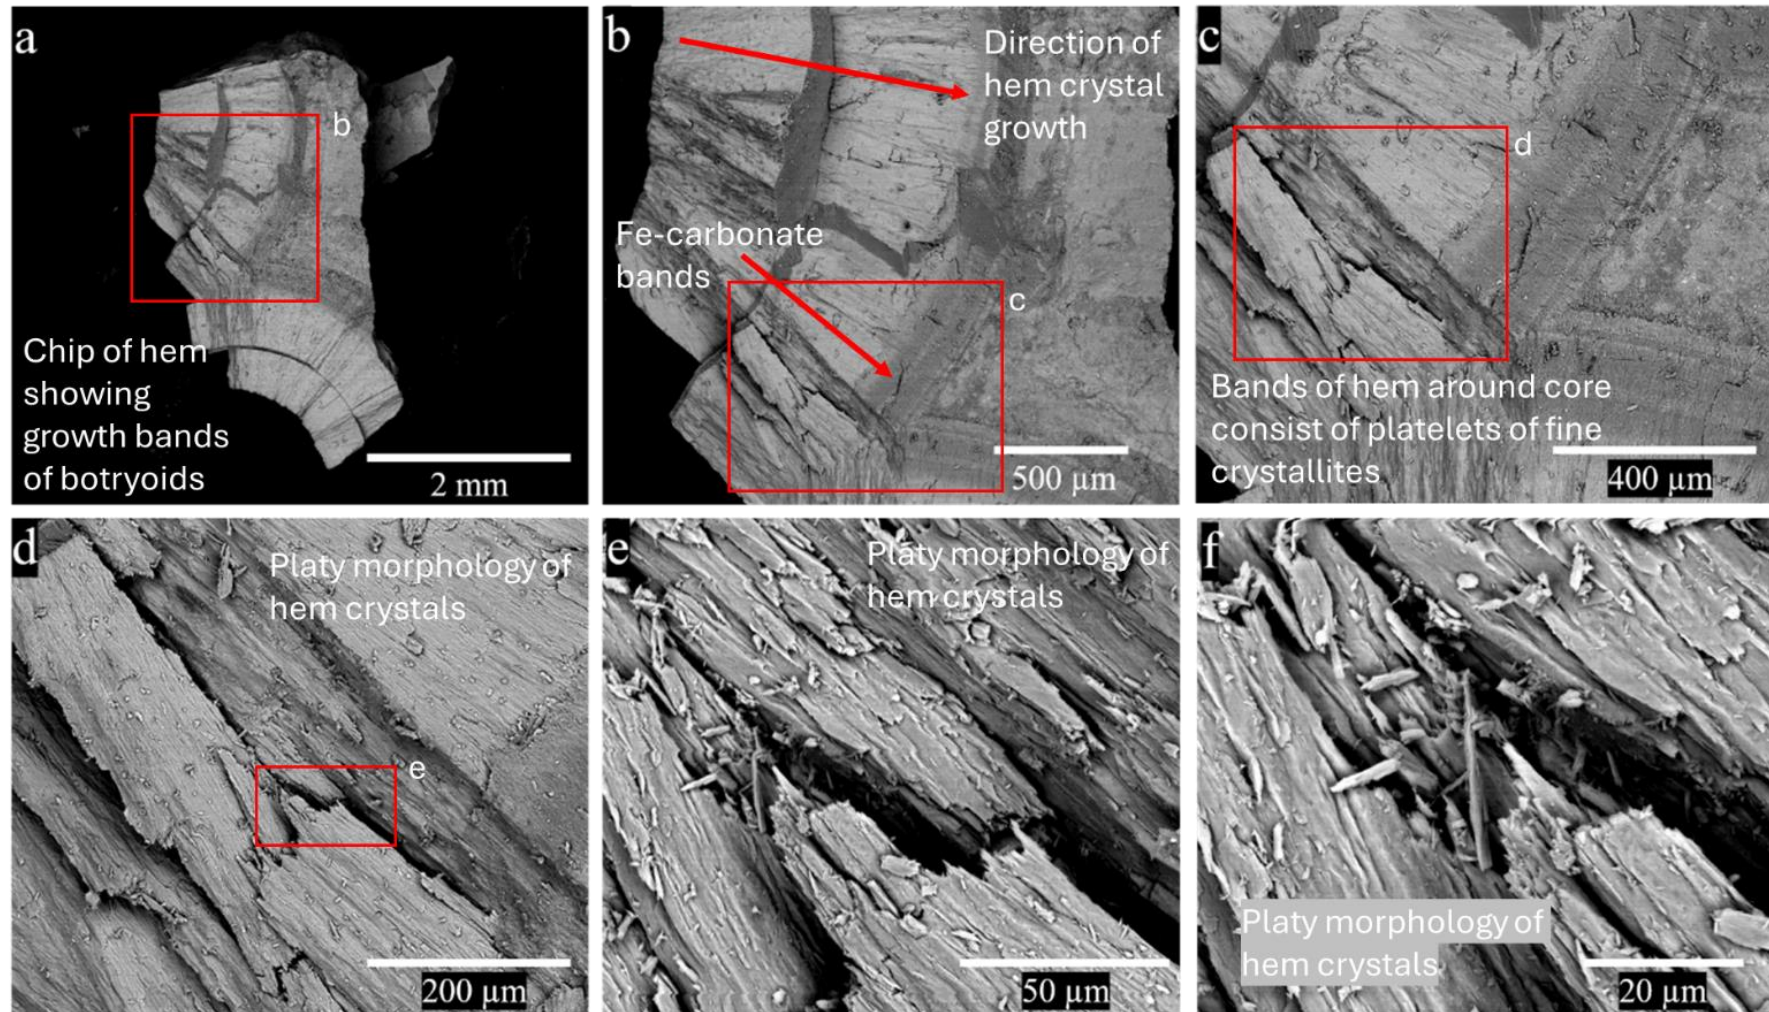 a
b
Chip of hem
showing
growth bands
of botryoids
2 mm
b
Direction of
hem crystal
growth
Fe-carbonate
bands
c
500 µm
c
d
Bands of hem around core
consist of platelets of fine
crystallites
400 µm
d
Platy morphology of
hem crystals
e
200 µm
e
Platy morphology of
hem crystals
50 µm
f
Platy morphology of
hem crystals
20 µm